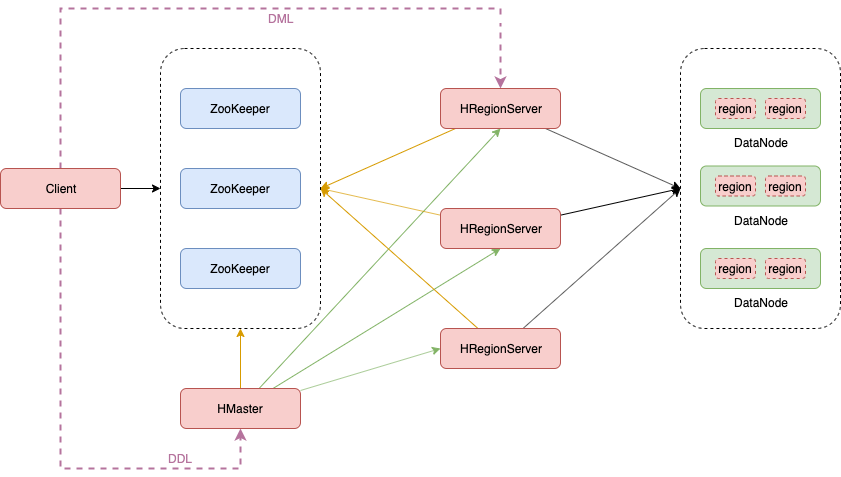 DML
ZooKeeper
HRegionServer
region region
DataNode
Client
ZooKeeper
region region
DataNode
HRegionServer
ZooKeeper
region region
DataNode
HRegionServer
HMaster
DDL